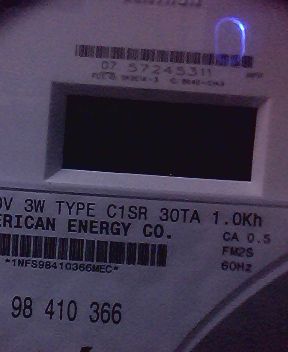 07 57245311
0V 3W TYPE C1SR 30TA 1.0Kh
ERICAN ENERGY CO.
CA 0.5
FM2S
60Hz
*1NFS98410366MEC*
98 410 366